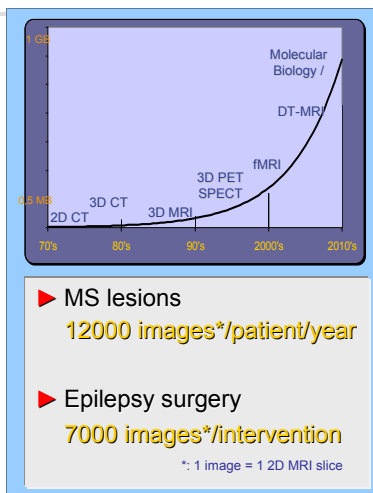 1 GB
Molecular
Biology /
DT-MRI
fMRI
3D PET
SPECT
0,5 MB
3D CT
3D MRI
2D CT
70's 80's 90's 2000's 2010's
MS lesions
12000 images*/patient/year
Epilepsy surgery
7000 images*/intervention
*: 1 image = 1 2D MRI slice